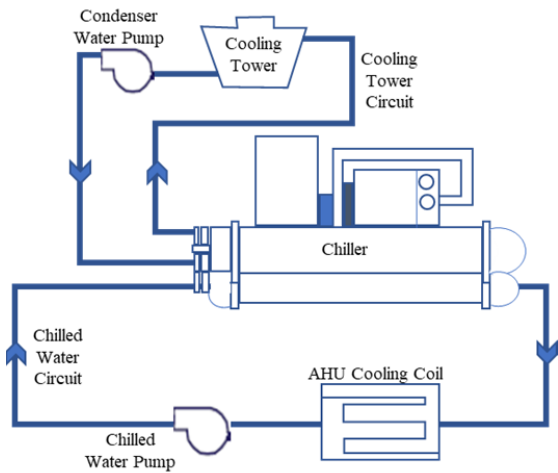 Condenser
Water Pump
Cooling
Tower
Cooling
Tower
Circuit
Chiller
Chilled
Water
Circuit
AHU Cooling Coil
Chilled
Water Pump